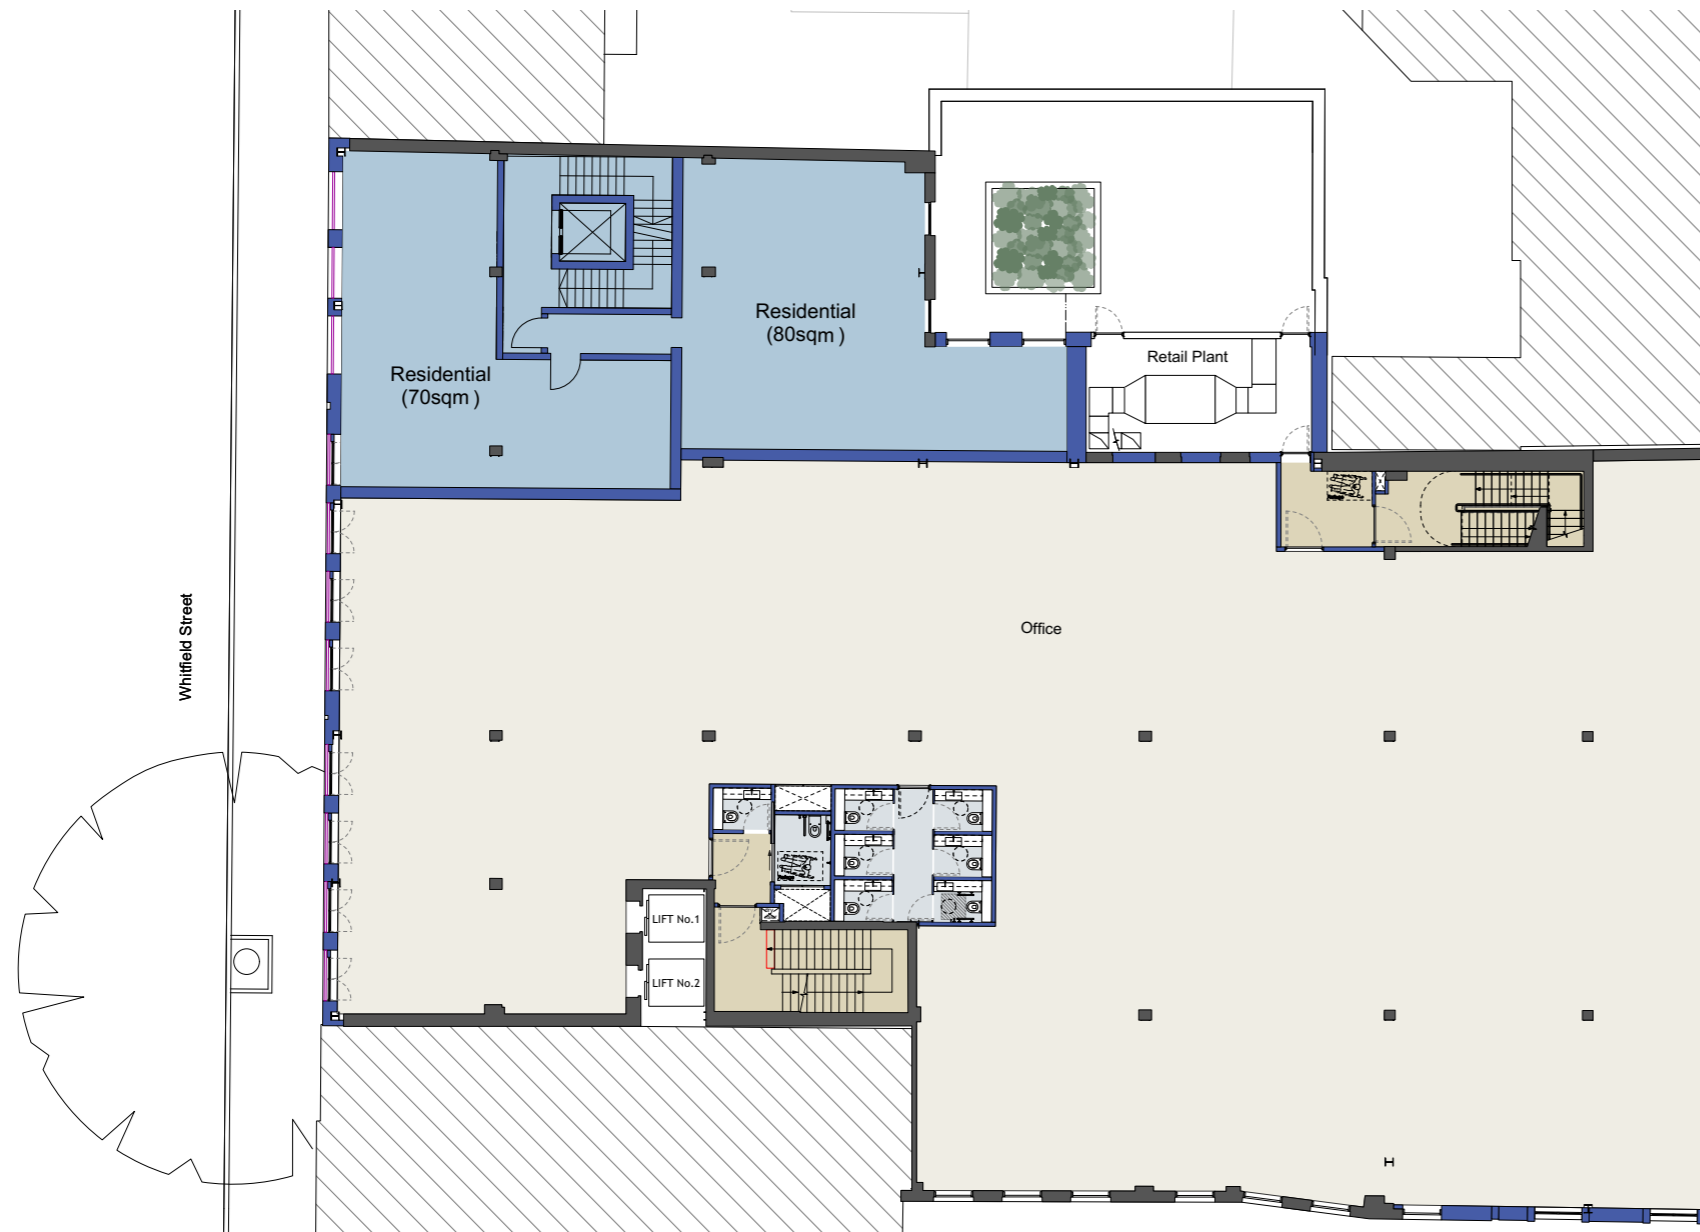 Residential
(80sqm )
Retail Plant
Residential
(70sqm )
Whitfield Street
Office
LIFT No.1
LIFT No.2